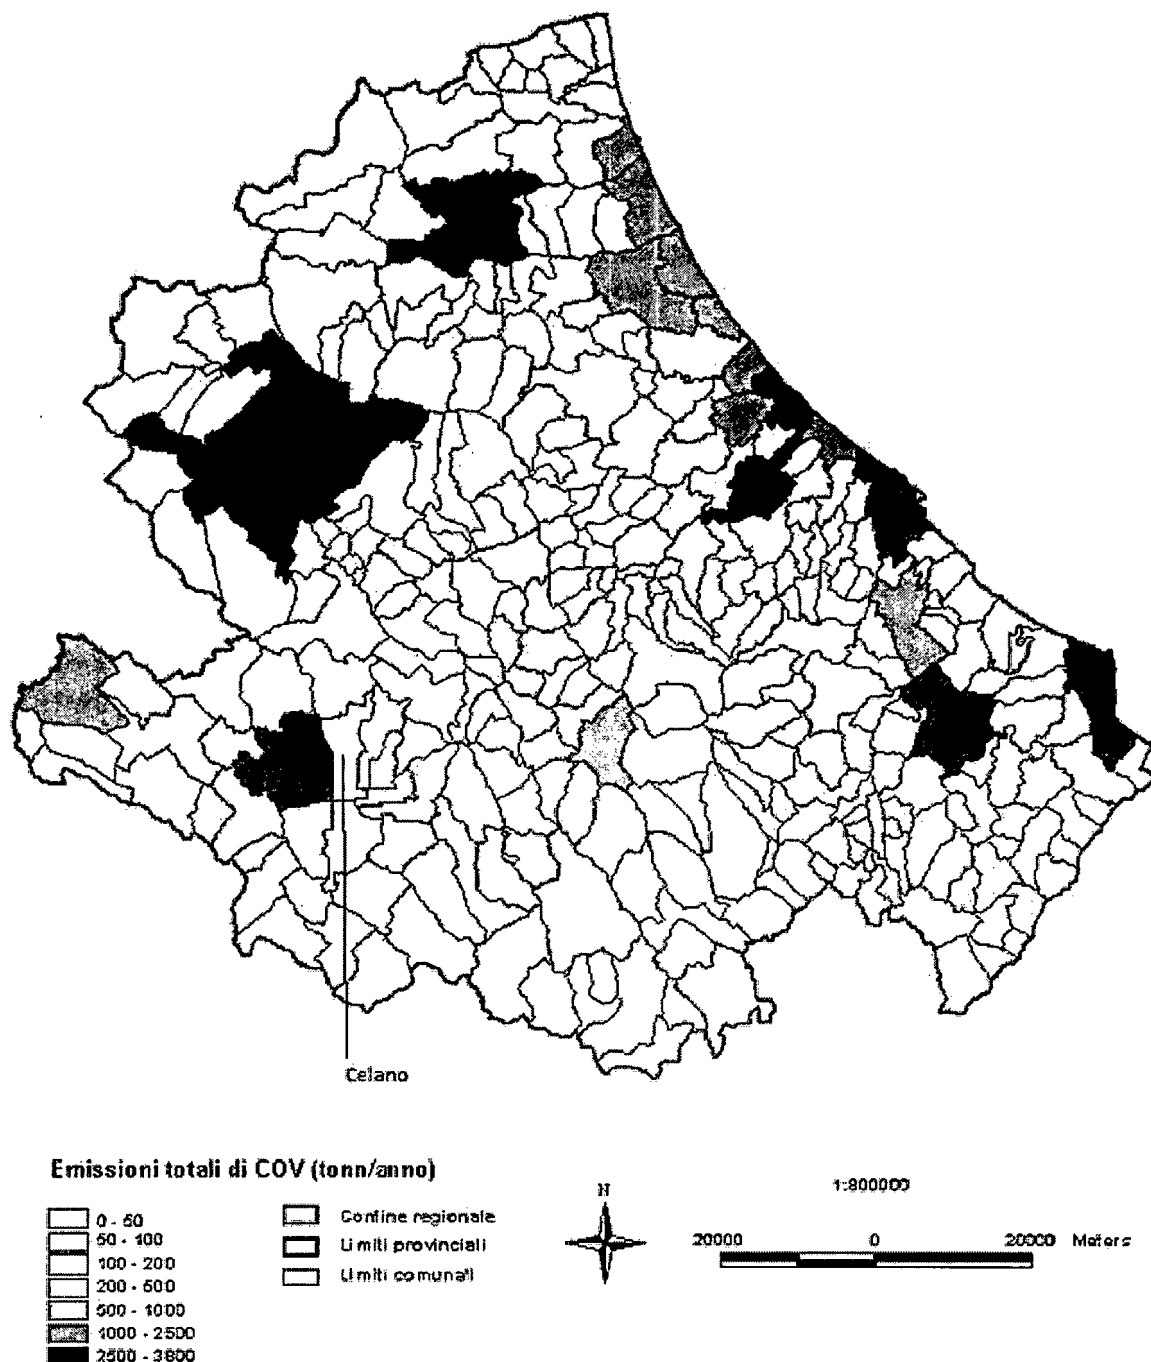 Celano
Emissioni totali di COV (tonn/anno)
0 - 50
50 - 100
100 - 200
200 - 500
500 - 1000
1000 - 2500
2500 - 3800
Confine regionale
Limiti provinciali
Limiti comunali
N
1:800000
20000 0 20000 Meters